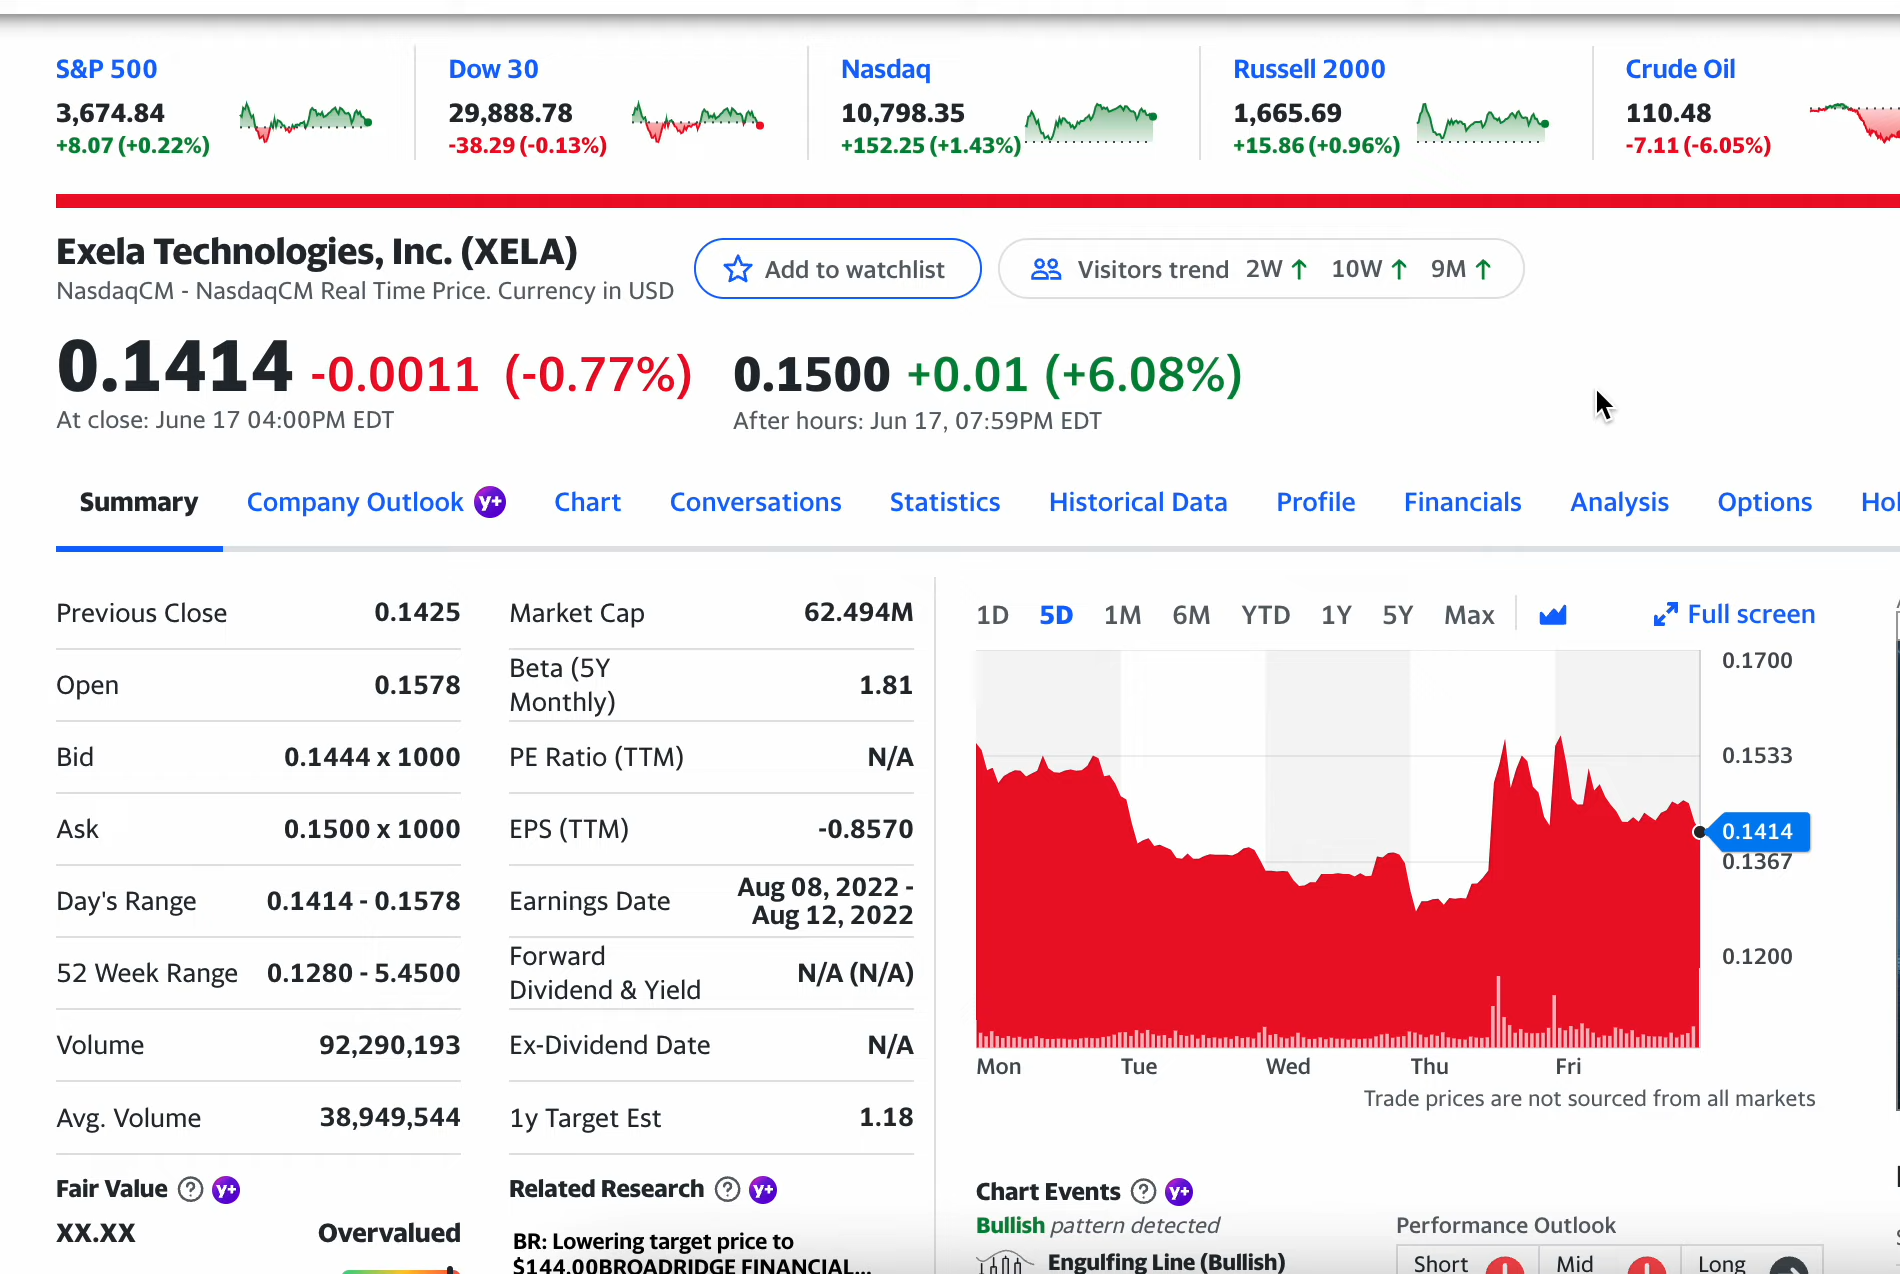 S&P 500
3,674.84
+8.07 (+0.22%)
Dow 30
29,888.78
-38.29 (-0.13%)
Nasdaq
10,798.35
+152.25 (+1.43%)
Russell 2000
1,665.69
+15.86 (+0.96%)
Crude Oil
110.48
-7.11 (-6.05%)
Exela Technologies, Inc. (XELA)
NasdaqCM - NasdaqCM Real Time Price. Currency in USD
Add to watchlist
Visitors trend 2W ↑ 10W ↑ 9M ↑
0.1414 -0.0011 (-0.77%)
At close: June 17 04:00PM EDT
0.1500 +0.01 (+6.08%)
After hours: Jun 17, 07:59PM EDT
Summary Company Outlook y+ Chart Conversations Statistics Historical Data Profile Financials Analysis Options Hol
Previous Close 0.1425
Open 0.1578
Bid 0.1444 x 1000
Ask 0.1500 x 1000
Day's Range 0.1414 - 0.1578
52 Week Range 0.1280 - 5.4500
Volume 92,290,193
Avg. Volume 38,949,544
Market Cap 62.494M
Beta (5Y
Monthly) 1.81
PE Ratio (TTM) N/A
EPS (TTM) -0.8570
Earnings Date Aug 08, 2022 -
Aug 12, 2022
Forward
Dividend & Yield N/A (N/A)
Ex-Dividend Date N/A
1y Target Est 1.18
1D 5D 1M 6M YTD 1Y 5Y Max Full screen
0.1700
0.1533
0.1414
0.1367
0.1200
Mon Tue Wed Thu Fri
Trade prices are not sourced from all markets
Fair Value ? y+
XX.XX Overvalued
Related Research ? y+
BR: Lowering target price to
$144.00BROADRIDGE FINANCIAL...
Chart Events ? y+
Bullish pattern detected
Engulfing Line (Bullish)
Performance Outlook
Short Mid Long